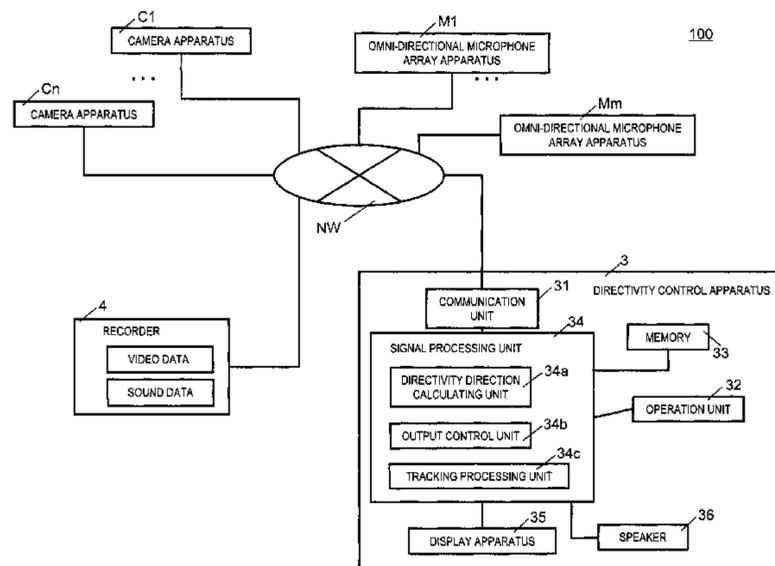 C1
CAMERA APPARATUS
...
Cn
CAMERA APPARATUS
M1
OMNI-DIRECTIONAL MICROPHONE
ARRAY APPARATUS
...
100
Mm
OMNI-DIRECTIONAL MICROPHONE
ARRAY APPARATUS
NW
4
RECORDER
VIDEO DATA
SOUND DATA
3
DIRECTIVITY CONTROL APPARATUS
31
COMMUNICATION
UNIT
34
SIGNAL PROCESSING UNIT
34a
DIRECTIVITY DIRECTION
CALCULATING UNIT
34b
OUTPUT CONTROL UNIT
34c
TRACKING PROCESSING UNIT
MEMORY
33
32
OPERATION UNIT
35
DISPLAY APPARATUS
36
SPEAKER